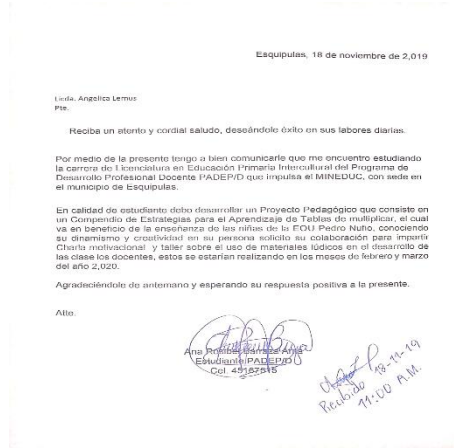 Esquipulas, 18 de noviembre de 2,019
Licda. Angelica Lemus
Pte.
Reciba un atento y cordial saludo, deseándole éxito en sus labores diarias.
Por medio de la presente tengo a bien comunicarle que me encuentro estudiando
la carrera de Licenciatura en Educación Primaria Intercultural del Programa de
Desarrollo Profesional Docente PADEP/D que impulsa el MINEDUC, con sede en
el municipio de Esquipulas.
En calidad de estudiante debo desarrollar un Proyecto Pedagógico que consiste en
un Compendio de Estrategias para el Aprendizaje de Tablas de multiplicar, el cual
va en beneficio de la enseñanza de las niñas de la EOU Pedro Nufio, conociendo
su dinamismo y creatividad en su persona solicito su colaboración para impartir
Charla motivacional y taller sobre el uso de materiales lúdicos en el desarrollo de
las clase los docentes, estos se estarían realizando en los meses de febrero y marzo
del año 2,020.
Agradeciéndole de antemano y esperando su respuesta positiva a la presente.
Atte.
Ana
Estudiante PADEP/D
Cel. 45167615
Recibido 18-11-19
11:00 A.M.